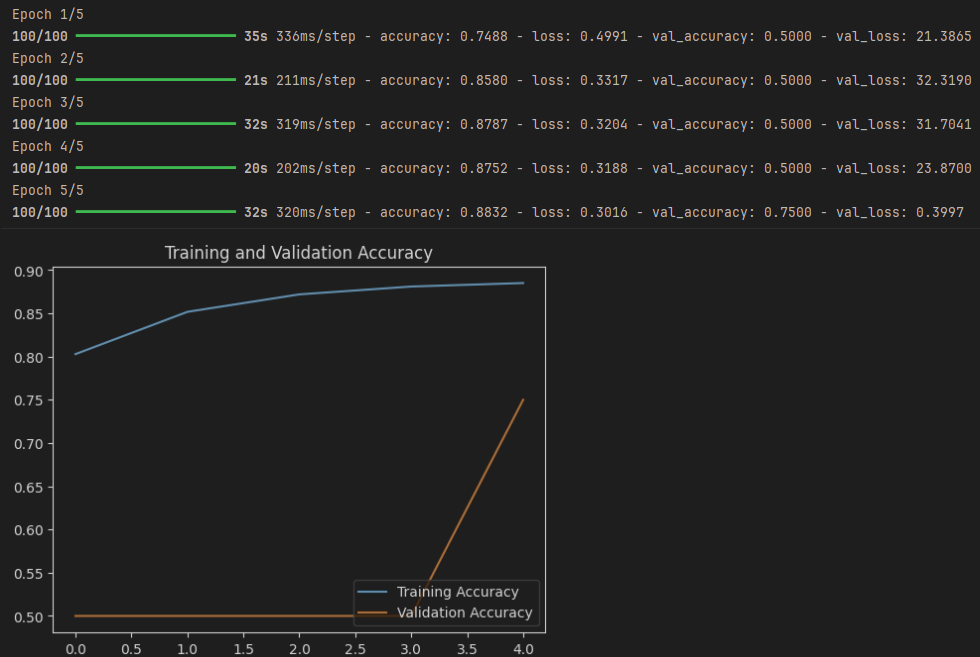 Epoch 1/5
100/100 35s 336ms/step - accuracy: 0.7488 - loss: 0.4991 - val_accuracy: 0.5000 - val_loss: 21.3865
Epoch 2/5
100/100 21s 211ms/step - accuracy: 0.8580 - loss: 0.3317 - val_accuracy: 0.5000 - val_loss: 32.3190
Epoch 3/5
100/100 32s 319ms/step - accuracy: 0.8787 - loss: 0.3204 - val_accuracy: 0.5000 - val_loss: 31.7041
Epoch 4/5
100/100 20s 202ms/step - accuracy: 0.8752 - loss: 0.3188 - val_accuracy: 0.5000 - val_loss: 23.8700
Epoch 5/5
100/100 32s 320ms/step - accuracy: 0.8832 - loss: 0.3016 - val_accuracy: 0.7500 - val_loss: 0.3997
Training and Validation Accuracy
0.90
0.85
0.80
0.75
0.70
0.65
0.60
0.55
0.50
Training Accuracy
Validation Accuracy
0.0 0.5 1.0 1.5 2.0 2.5 3.0 3.5 4.0